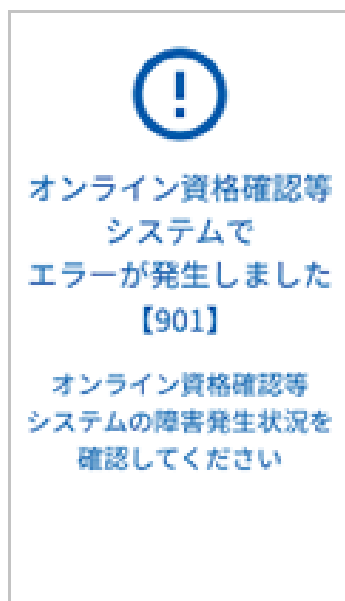 オンライン資格確認等
システムで
エラーが発生しました
【901】
オンライン資格確認等
システムの障害発生状況を
確認してください